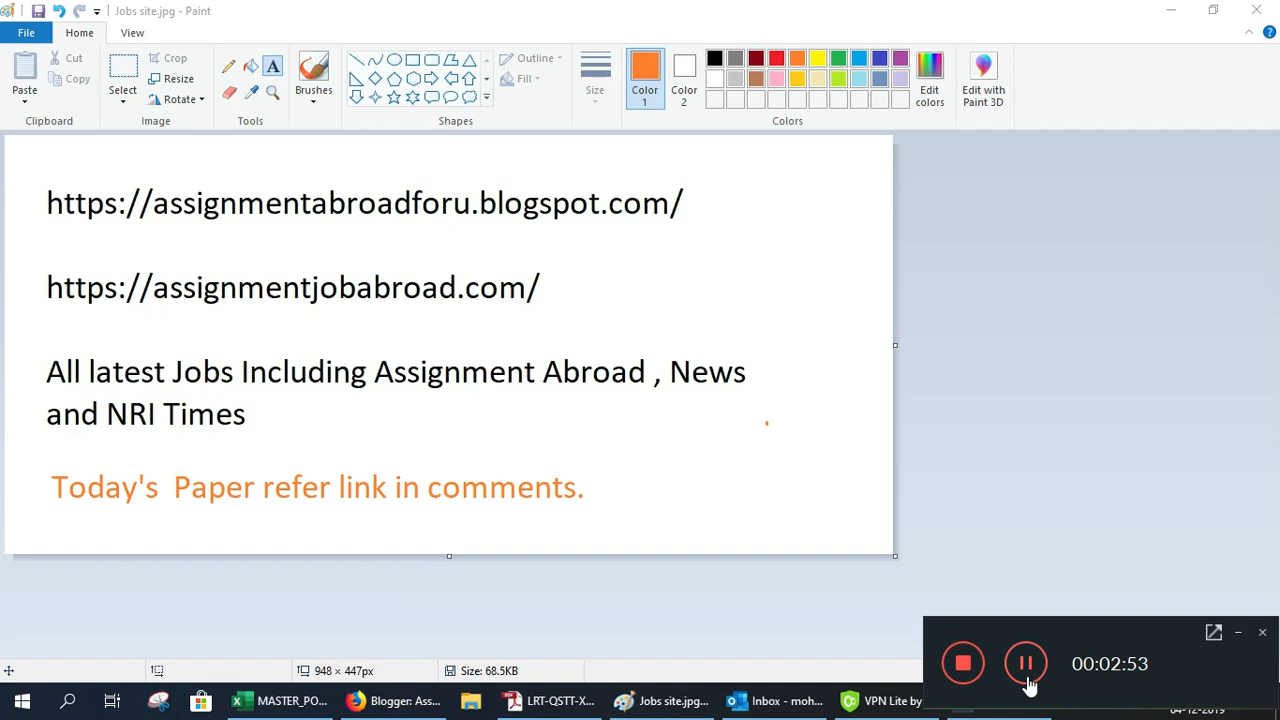 Jobs site.jpg - Paint
File
Home
View
Paste
Cut
Copy
Clipboard
Select
Crop
Resize
Rotate
Image
Tools
Brushes
Outline
Fill
Shapes
Size
Color 1
Color 2
Edit colors
Edit with Paint 3D
Colors
https://assignmentabroadforu.blogspot.com/
https://assignmentjobabroad.com/
All latest Jobs Including Assignment Abroad , News
and NRI Times
Today's  Paper refer link in comments.
948 × 447px
Size: 68.5KB
00:02:53
MASTER_PO...
Blogger: Ass...
LRT-QSTT-X...
Jobs site.jpg...
Inbox - moh...
VPN Lite by
04-12-2019